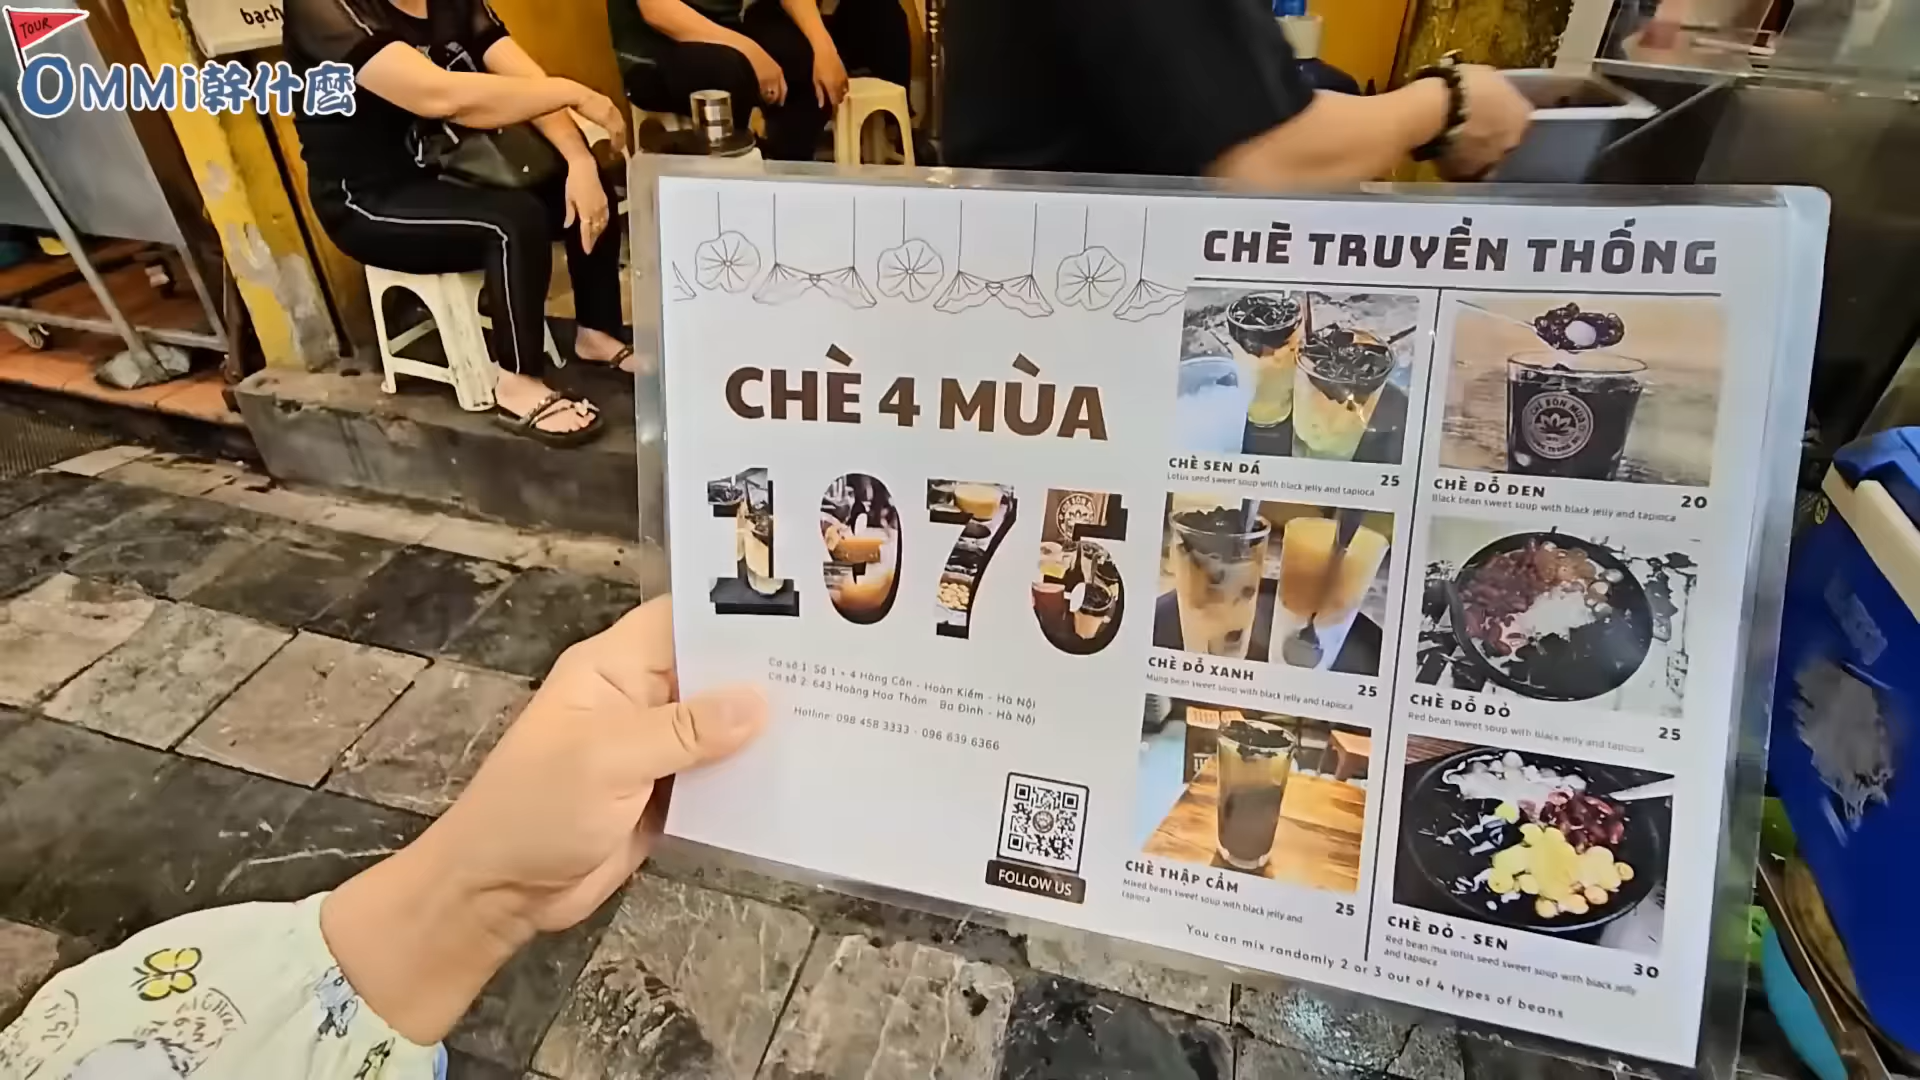 TOUR
OMMi幹什麼
bạch
CHÈ 4 MÙA
1976
Cơ sở 1: Số 1 + 4 Hàng Cân - Hoàn Kiếm - Hà Nội
Cơ sở 2: 643 Hoàng Hoa Thám Ba Đình - Hà Nội
Hotline: 098 458 3333 - 096 639 6366
FOLLOW US
CHÈ TRUYỀN THỐNG
CHÈ SEN ĐÁ 25
Lotus seed sweet soup with black jelly and tapioca
CHÈ ĐỖ XANH 25
Mung bean sweet soup with black jelly and tapioca
CHÈ THẬP CẨM 25
Mixed beans sweet soup with black jelly and
tapioca
CHÈ ĐỖ ĐEN 20
Black bean sweet soup with black jelly and tapioca
CHÈ ĐỖ ĐỎ 25
Red bean sweet soup with black jelly and tapioca
CHÈ ĐỎ - SEN 30
Red bean mix lotus seed sweet soup with black jelly
and tapioca
You can mix randomly 2 or 3 out of 4 types of beans